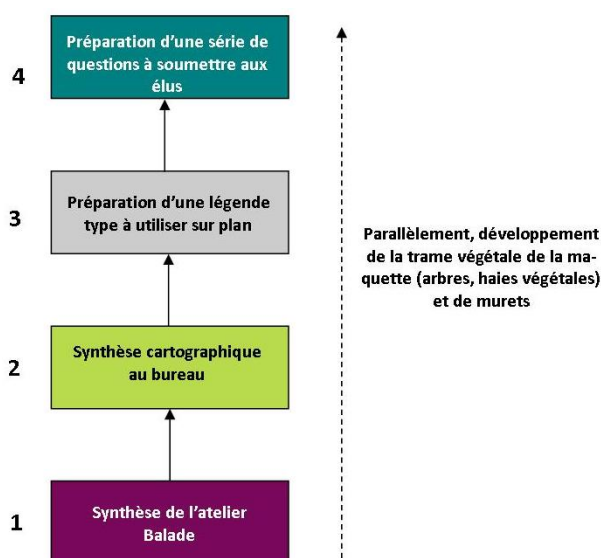 4
Préparation d'une série de
questions à soumettre aux
élus
3
Préparation d'une légende
type à utiliser sur plan
Parallèlement, développement
de la trame végétale de la ma-
quette (arbres, haies végétales)
et de murets
2
Synthèse cartographique
au bureau
1
Synthèse de l'atelier
Balade